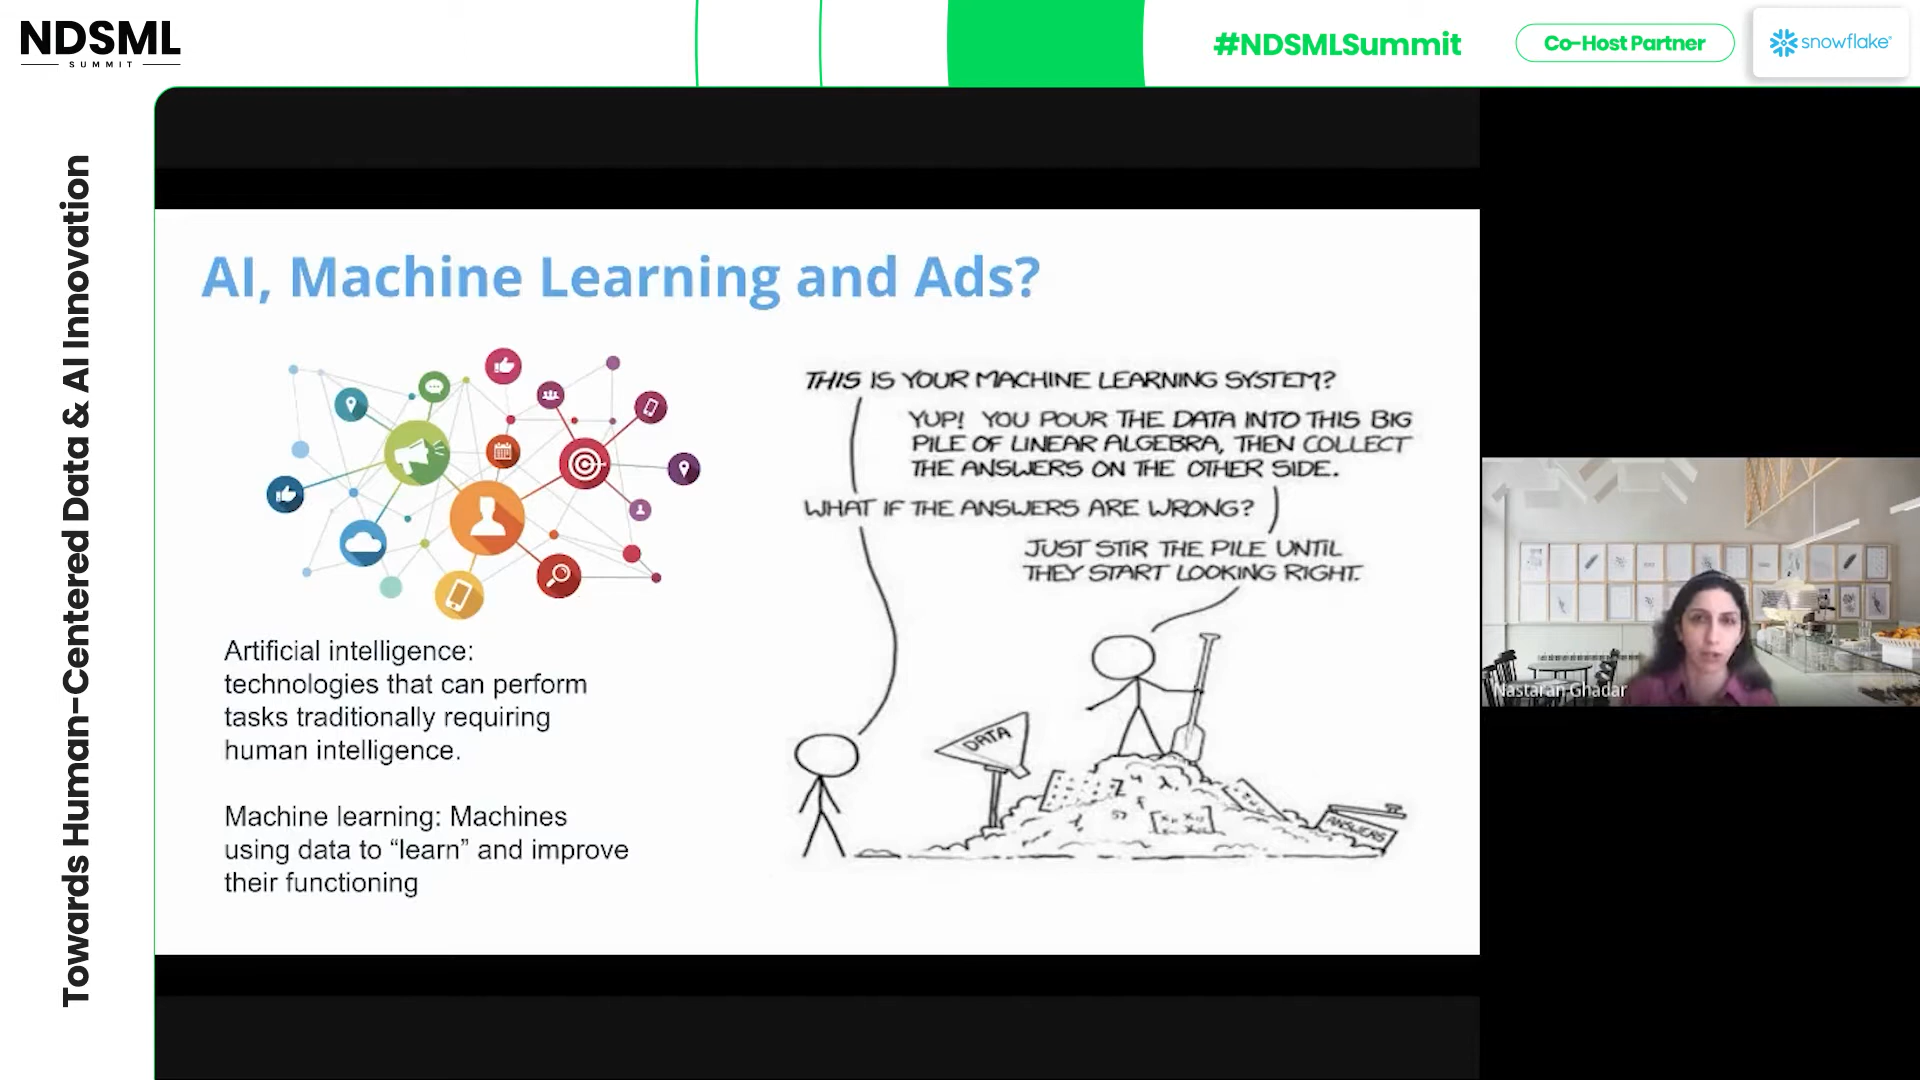 NDSML
SUMMIT
#NDSMLSummit
Co-Host Partner
snowflake
Towards Human-Centered Data & AI Innovation
AI, Machine Learning and Ads?
THIS IS YOUR MACHINE LEARNING SYSTEM?
YUP! YOU POUR THE DATA INTO THIS BIG
PILE OF LINEAR ALGEBRA, THEN COLLECT
THE ANSWERS ON THE OTHER SIDE.
WHAT IF THE ANSWERS ARE WRONG?
JUST STIR THE PILE UNTIL
THEY START LOOKING RIGHT.
DATA
ANSWERS
Artificial intelligence:
technologies that can perform
tasks traditionally requiring
human intelligence.
Machine learning: Machines
using data to “learn” and improve
their functioning
Nastaran Ghadar